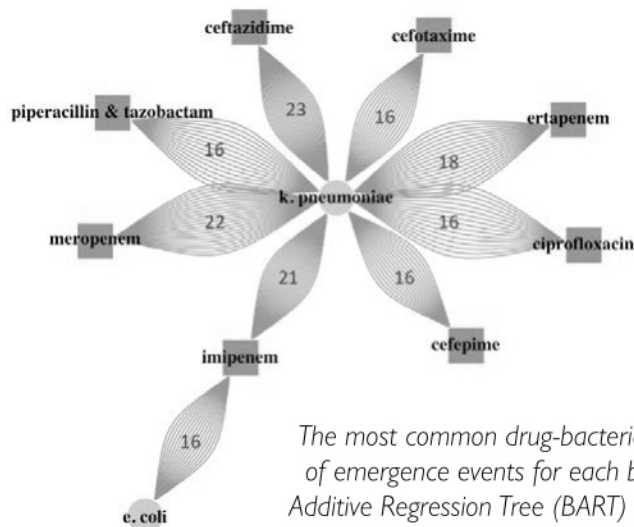 ceftazidime
cefotaxime
piperacillin & tazobactam
ertapenem
23
16
16
18
k. pneumoniae
22
16
meropenem
ciprofloxacin
21
16
imipenem
cefepime
16
The most common drug-bacteri
of emergence events for each b
Additive Regression Tree (BART)
e. coli